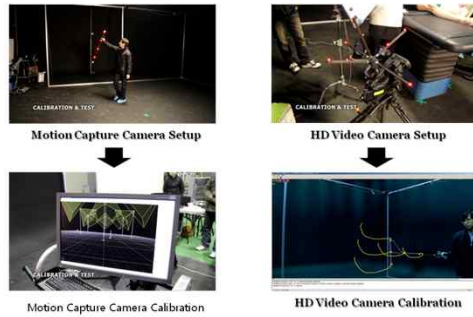 CALIBRATION & TEST
CALIBRATION & TEST
Motion Capture Camera Setup
HD Video Camera Setup
CALIBRATION & TEST
Motion Capture Camera Calibration
HD Video Camera Calibration